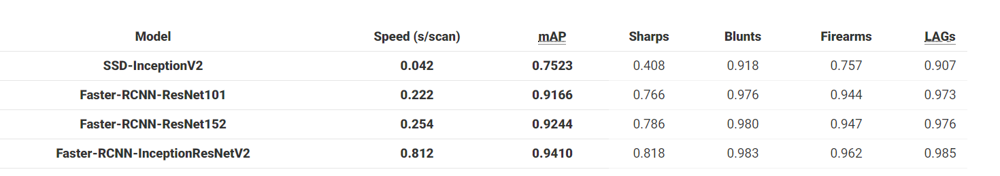 Model Speed (s/scan) mAP Sharps Blunts Firearms LAGs
SSD-InceptionV2 0.042 0.7523 0.408 0.918 0.757 0.907
Faster-RCNN-ResNet101 0.222 0.9166 0.766 0.976 0.944 0.973
Faster-RCNN-ResNet152 0.254 0.9244 0.786 0.980 0.947 0.976
Faster-RCNN-InceptionResNetV2 0.812 0.9410 0.818 0.983 0.962 0.985